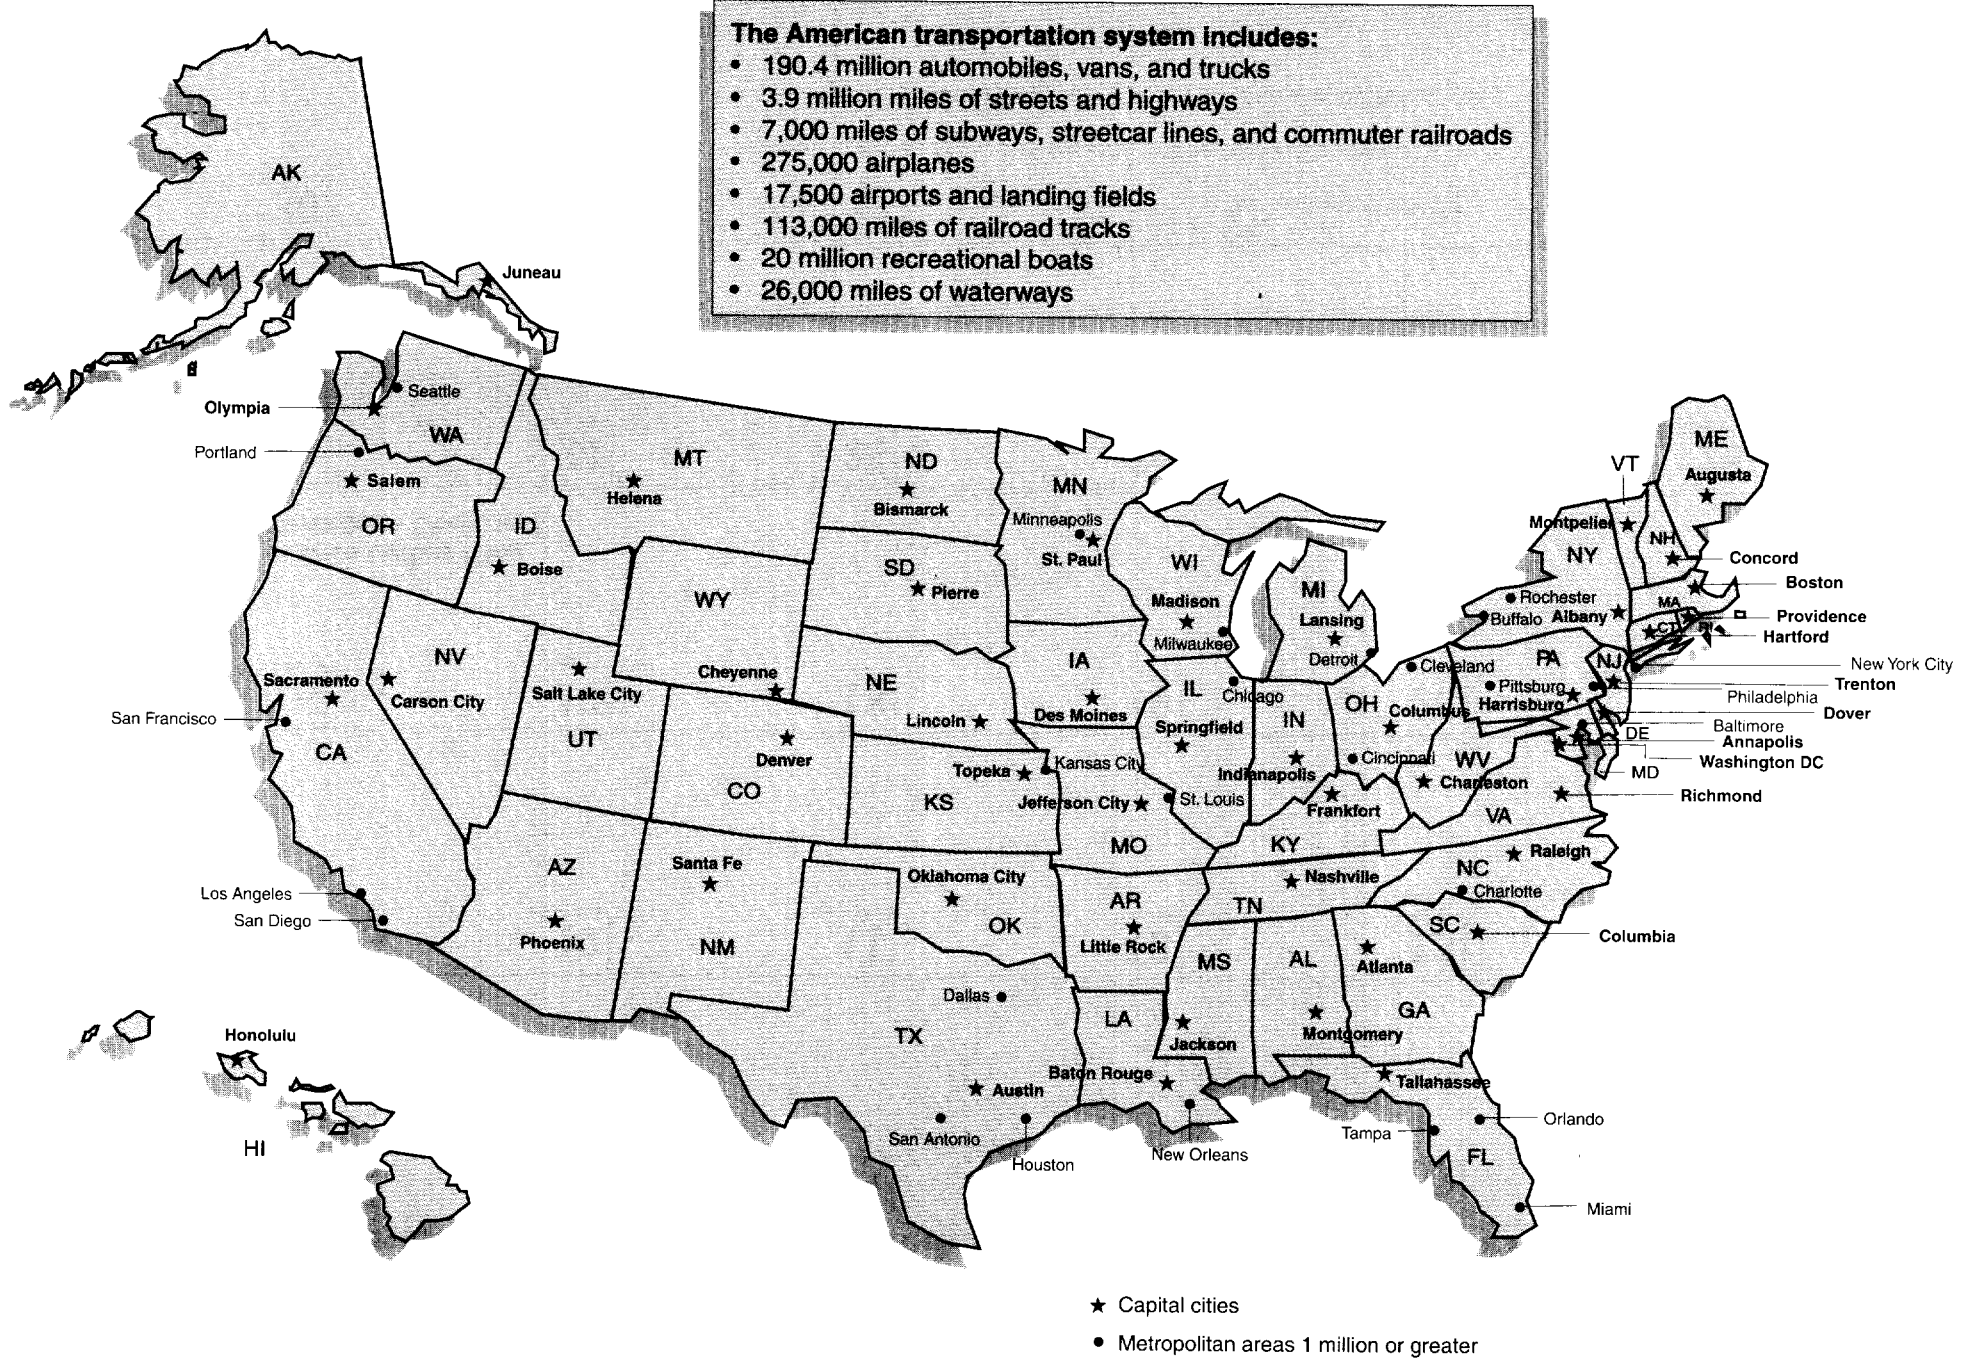 The American transportation system includes:
• 190.4 million automobiles, vans, and trucks
• 3.9 million miles of streets and highways
• 7,000 miles of subways, streetcar lines, and commuter railroads
• 275,000 airplanes
• 17,500 airports and landing fields
• 113,000 miles of railroad tracks
• 20 million recreational boats
• 26,000 miles of waterways
AK
Juneau
Seattle
Olympia
WA
Portland
Salem
OR
ID
Boise
MT
Helena
ND
Bismarck
MN
Minneapolis
St. Paul
SD
Pierre
WY
Cheyenne
WI
Madison
Milwaukee
MI
Lansing
Detroit
VT
ME
Augusta
Montpelier
NH
NY
Concord
Boston
Rochester
Buffalo
Albany
MA
Providence
CT
RI
Hartford
New York City
NJ
PA
Pittsburg
Harrisburg
Trenton
Philadelphia
Dover
Baltimore
DE
Annapolis
Washington DC
MD
Richmond
VA
WV
Charleston
Cleveland
OH
Columbus
Cincinnati
IN
Indianapolis
IL
Chicago
Springfield
IA
Des Moines
NE
Lincoln
NV
Carson City
Sacramento
San Francisco
CA
Salt Lake City
UT
Denver
CO
Topeka
Kansas City
KS
Jefferson City
St. Louis
MO
Frankfort
KY
Los Angeles
San Diego
AZ
Phoenix
Santa Fe
NM
Oklahoma City
OK
AR
Little Rock
Nashville
TN
NC
Raleigh
Charlotte
SC
Columbia
MS
Jackson
AL
Montgomery
Atlanta
GA
Dallas
TX
Austin
San Antonio
Houston
LA
Baton Rouge
New Orleans
Tallahassee
Orlando
Tampa
FL
Miami
Honolulu
HI
★ Capital cities
• Metropolitan areas 1 million or greater